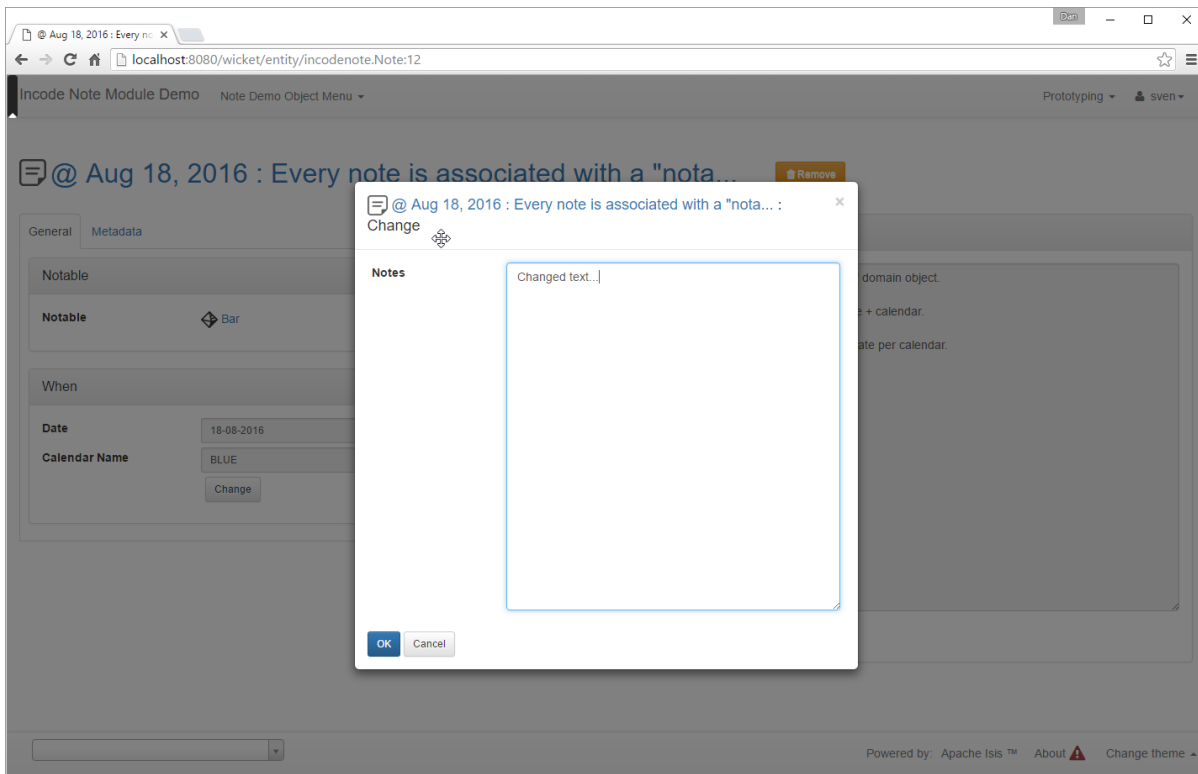 Dan
@ Aug 18, 2016 : Every no
localhost:8080/wicket/entity/incodenote.Note:12
Incode Note Module Demo Note Demo Object Menu Prototyping sven
@ Aug 18, 2016 : Every note is associated with a "nota... Remove
@ Aug 18, 2016 : Every note is associated with a "nota... :
Change
×
General Metadata
Notable
Notable Bar
When
Date 18-08-2016
Calendar Name BLUE
Change
Notes Changed text...
domain object.
e + calendar.
ate per calendar.
OK Cancel
Powered by: Apache Isis ™ About Change theme